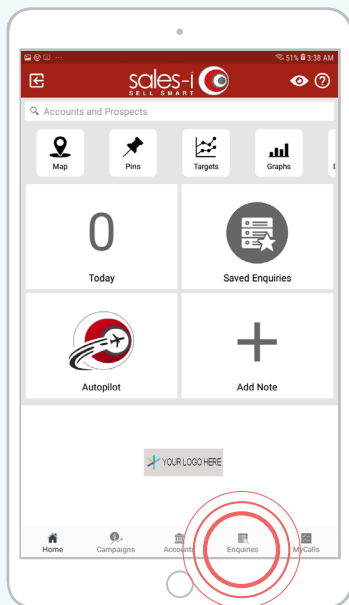 51% 3:38 AM
sales-i
SELL SMART
Accounts and Prospects
Map Pins Targets Graphs
0
Today Saved Enquiries
Autopilot Add Note
YOUR LOGO HERE
Home Campaigns Accounts Enquiries MyCalls